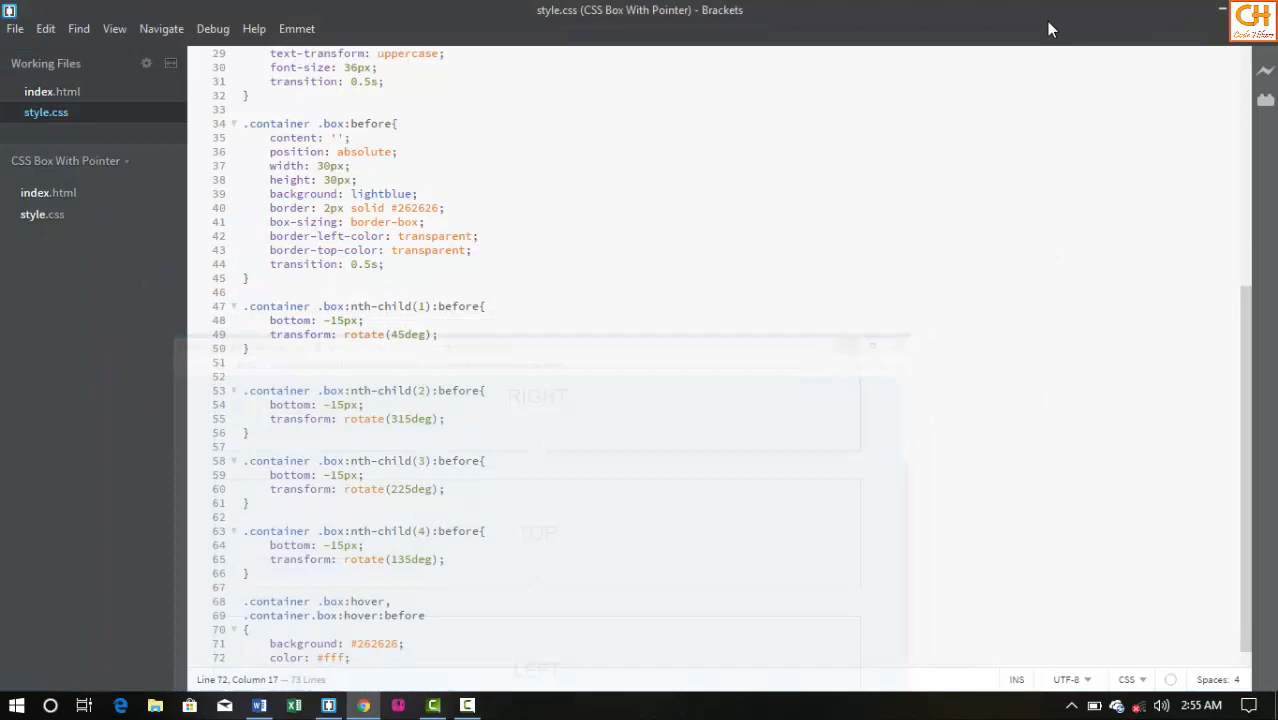 style.css (CSS Box With Pointer) - Brackets
CH
Code4Share
File Edit Find View Navigate Debug Help Emmet
Working Files
index.html
style.css
CSS Box With Pointer
index.html
style.css
29 text-transform: uppercase;
30 font-size: 36px;
31 transition: 0.5s;
32 }
33
34 .container .box:before{
35 content: '';
36 position: absolute;
37 width: 30px;
38 height: 30px;
39 background: lightblue;
40 border: 2px solid #262626;
41 box-sizing: border-box;
42 border-left-color: transparent;
43 border-top-color: transparent;
44 transition: 0.5s;
45 }
46
47 .container .box:nth-child(1):before{
48 bottom: -15px;
49 transform: rotate(45deg);
50 }
51
52
53 .container .box:nth-child(2):before{
54 bottom: -15px;
55 transform: rotate(315deg);
56 }
57
58 .container .box:nth-child(3):before{
59 bottom: -15px;
60 transform: rotate(225deg);
61 }
62
63 .container .box:nth-child(4):before{
64 bottom: -15px;
65 transform: rotate(135deg);
66 }
67
68 .container .box:hover,
69 .container.box:hover:before
70 {
71 background: #262626;
72 color: #fff;
RIGHT
TOP
LEFT
Line 72, Column 17 — 73 Lines
INS UTF-8 CSS Spaces: 4
2:55 AM